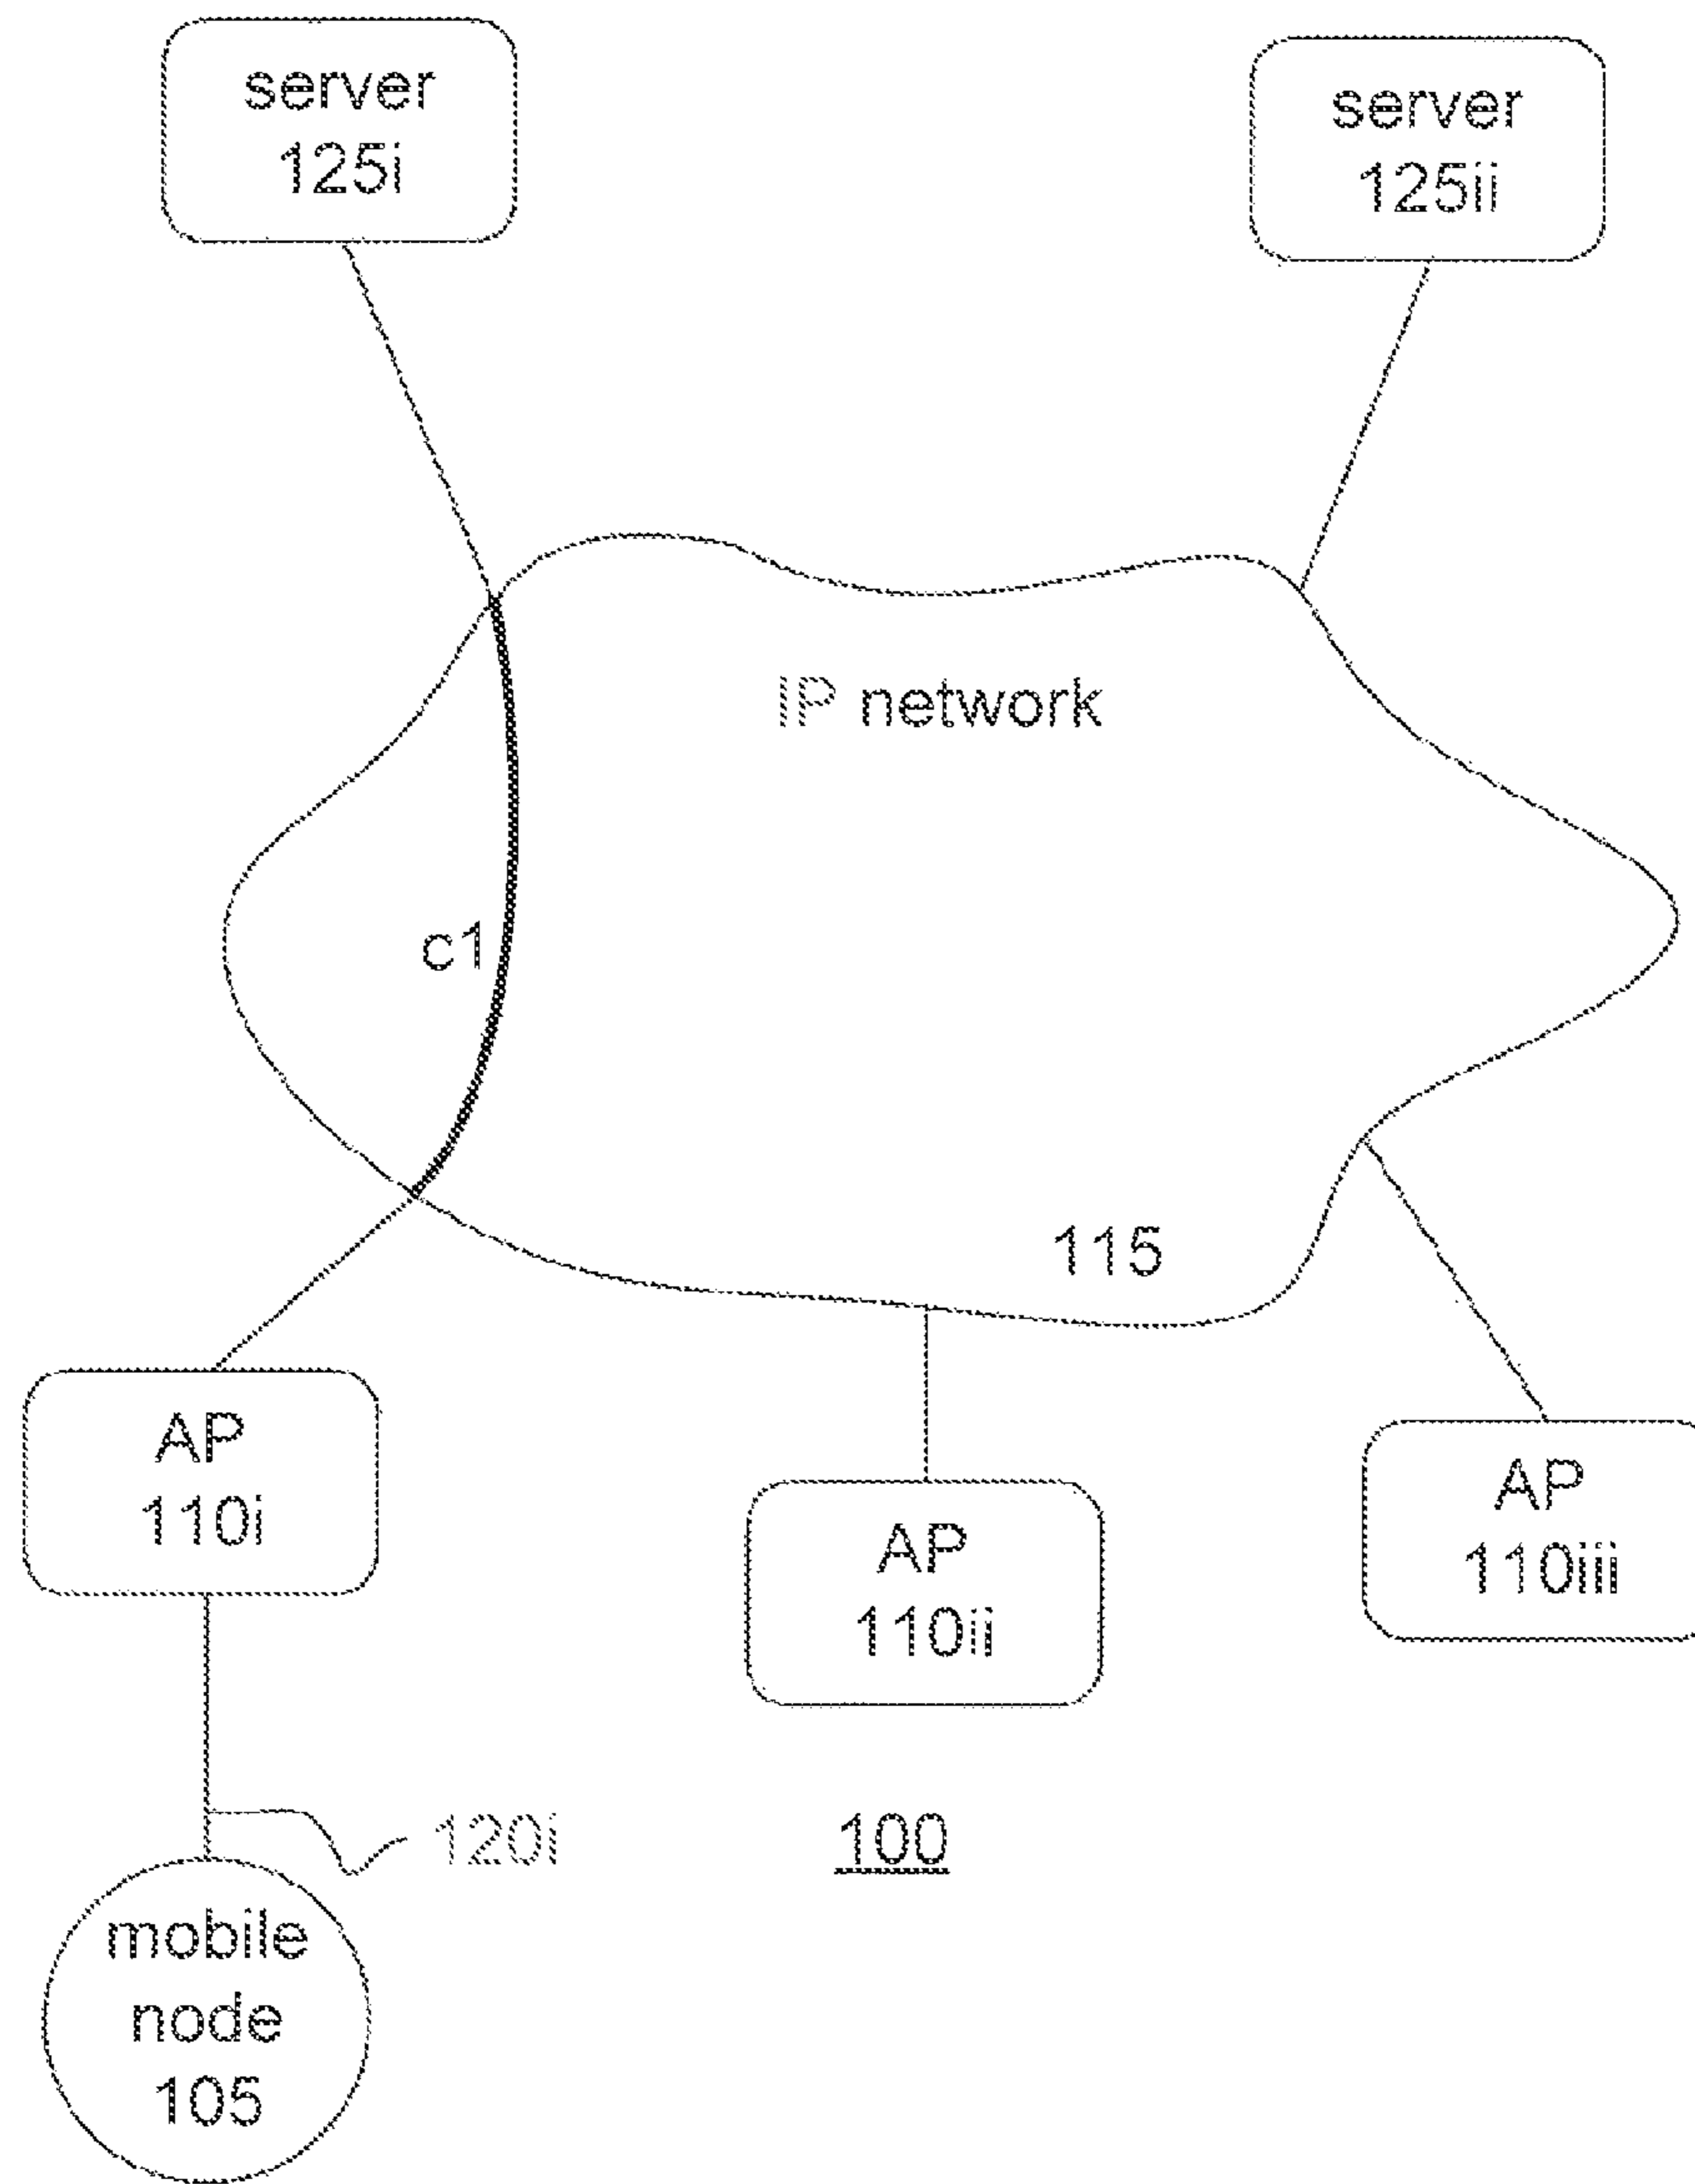 server
125i
server
125ii
IP network
c1
115
AP
110i
AP
110ii
AP
110iii
120i
100
mobile
node
105